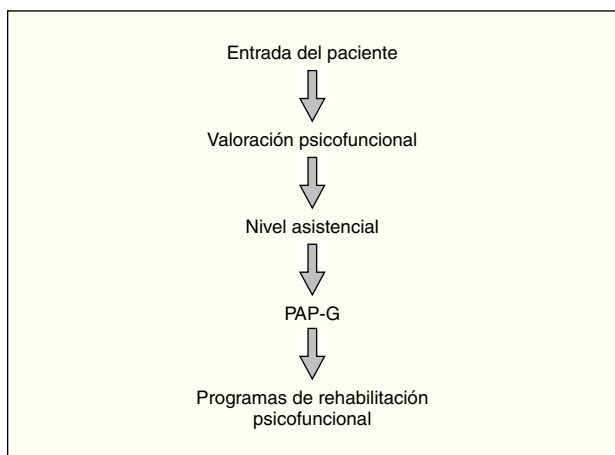 Entrada del paciente
Valoración psicofuncional
Nivel asistencial
PAP-G
Programas de rehabilitación
psicofuncional